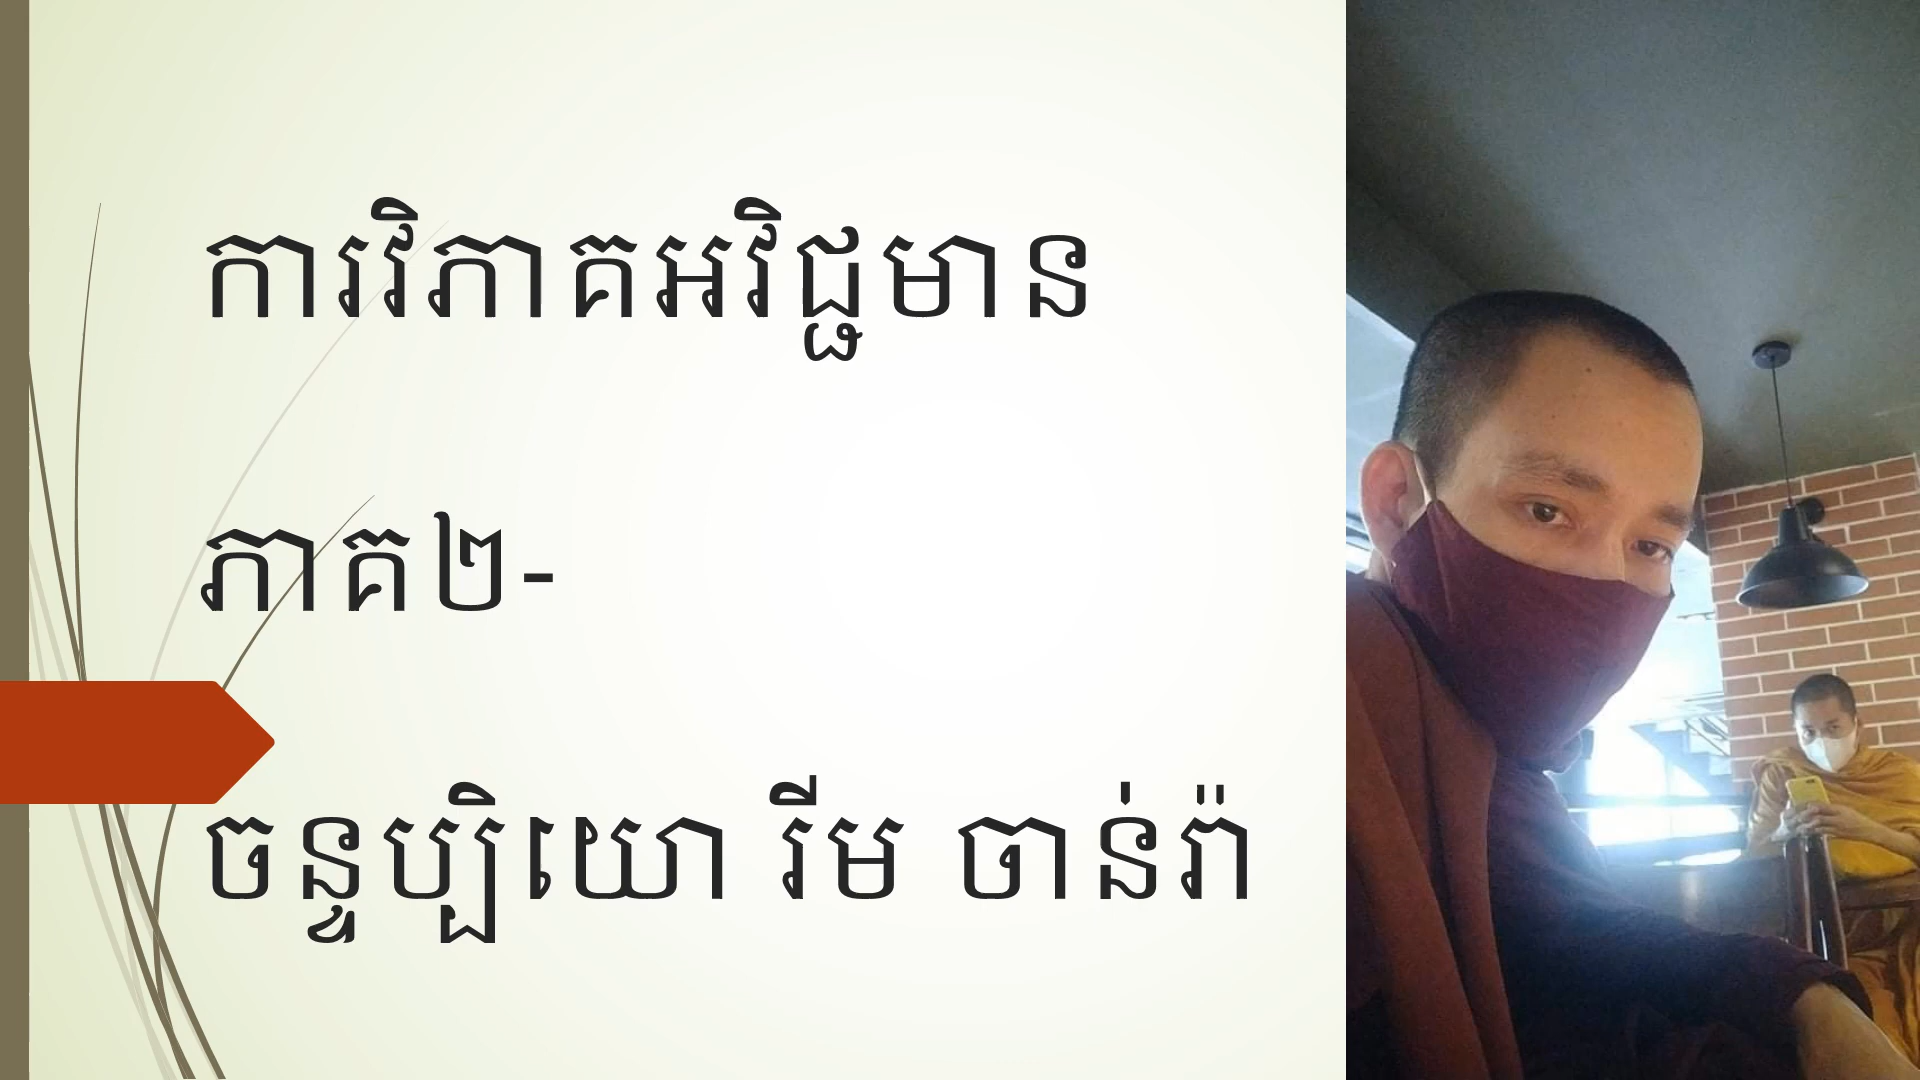 ការវិភាគអវិជ្ជមាន
ភាគ២-
ចន្ទប្បិយោ រីម ចាន់រ៉ា